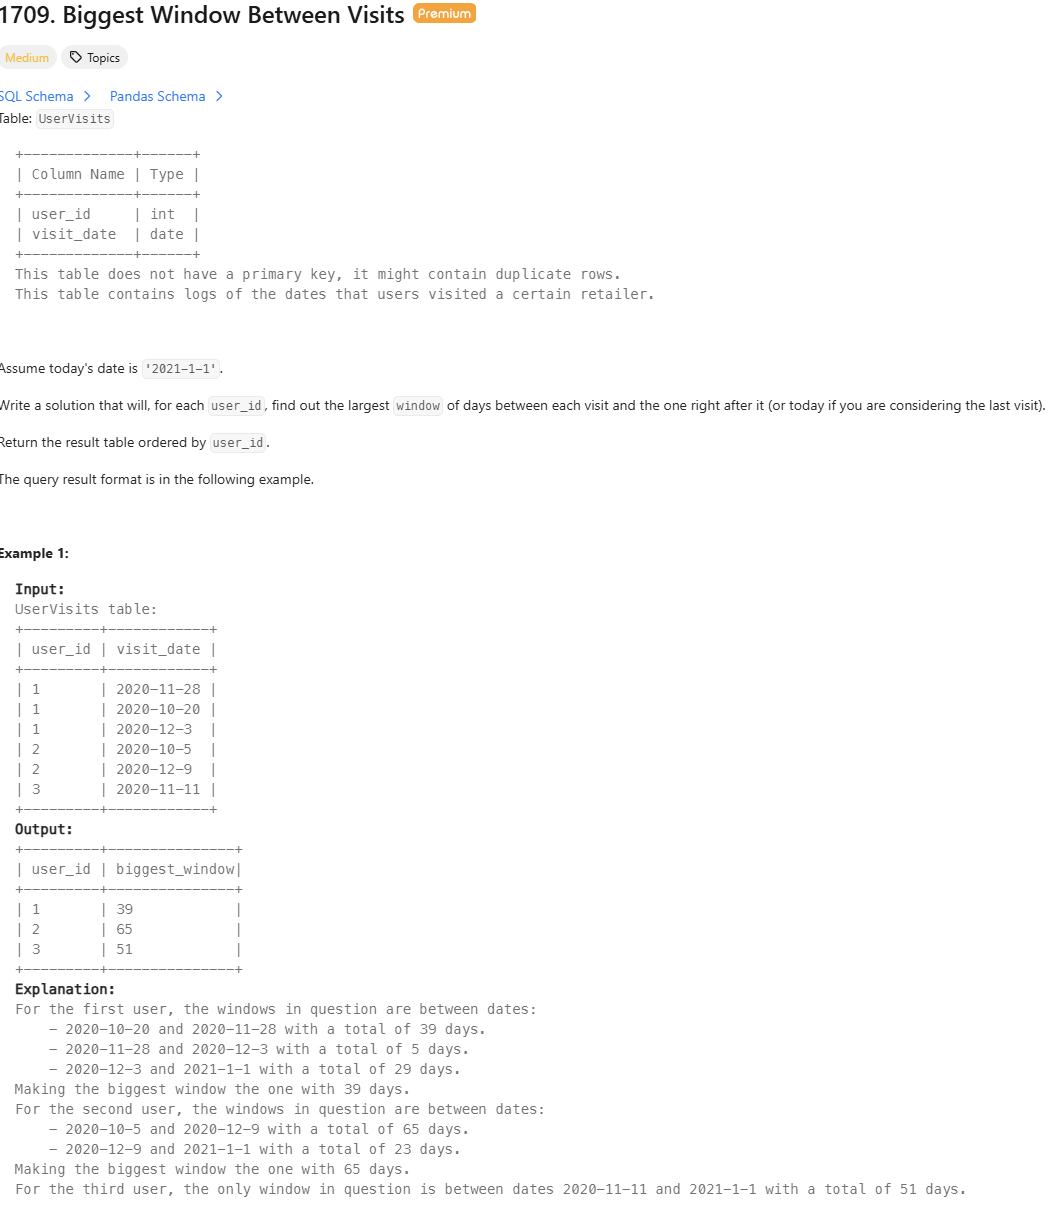 1709. Biggest Window Between Visits Premium
Medium Topics
SQL Schema > Pandas Schema >
Table: UserVisits
+-------------+------+
| Column Name | Type |
+-------------+------+
| user_id     | int  |
| visit_date  | date |
+-------------+------+
This table does not have a primary key, it might contain duplicate rows.
This table contains logs of the dates that users visited a certain retailer.
Assume today's date is '2021-1-1'.
Write a solution that will, for each user_id, find out the largest window of days between each visit and the one right after it (or today if you are considering the last visit).
Return the result table ordered by user_id.
The query result format is in the following example.
Example 1:
Input:
UserVisits table:
+---------+------------+
| user_id | visit_date |
+---------+------------+
| 1       | 2020-11-28 |
| 1       | 2020-10-20 |
| 1       | 2020-12-3  |
| 2       | 2020-10-5  |
| 2       | 2020-12-9  |
| 3       | 2020-11-11 |
+---------+------------+
Output:
+---------+---------------+
| user_id | biggest_window|
+---------+---------------+
| 1       | 39            |
| 2       | 65            |
| 3       | 51            |
+---------+---------------+
Explanation:
For the first user, the windows in question are between dates:
    - 2020-10-20 and 2020-11-28 with a total of 39 days.
    - 2020-11-28 and 2020-12-3 with a total of 5 days.
    - 2020-12-3 and 2021-1-1 with a total of 29 days.
Making the biggest window the one with 39 days.
For the second user, the windows in question are between dates:
    - 2020-10-5 and 2020-12-9 with a total of 65 days.
    - 2020-12-9 and 2021-1-1 with a total of 23 days.
Making the biggest window the one with 65 days.
For the third user, the only window in question is between dates 2020-11-11 and 2021-1-1 with a total of 51 days.